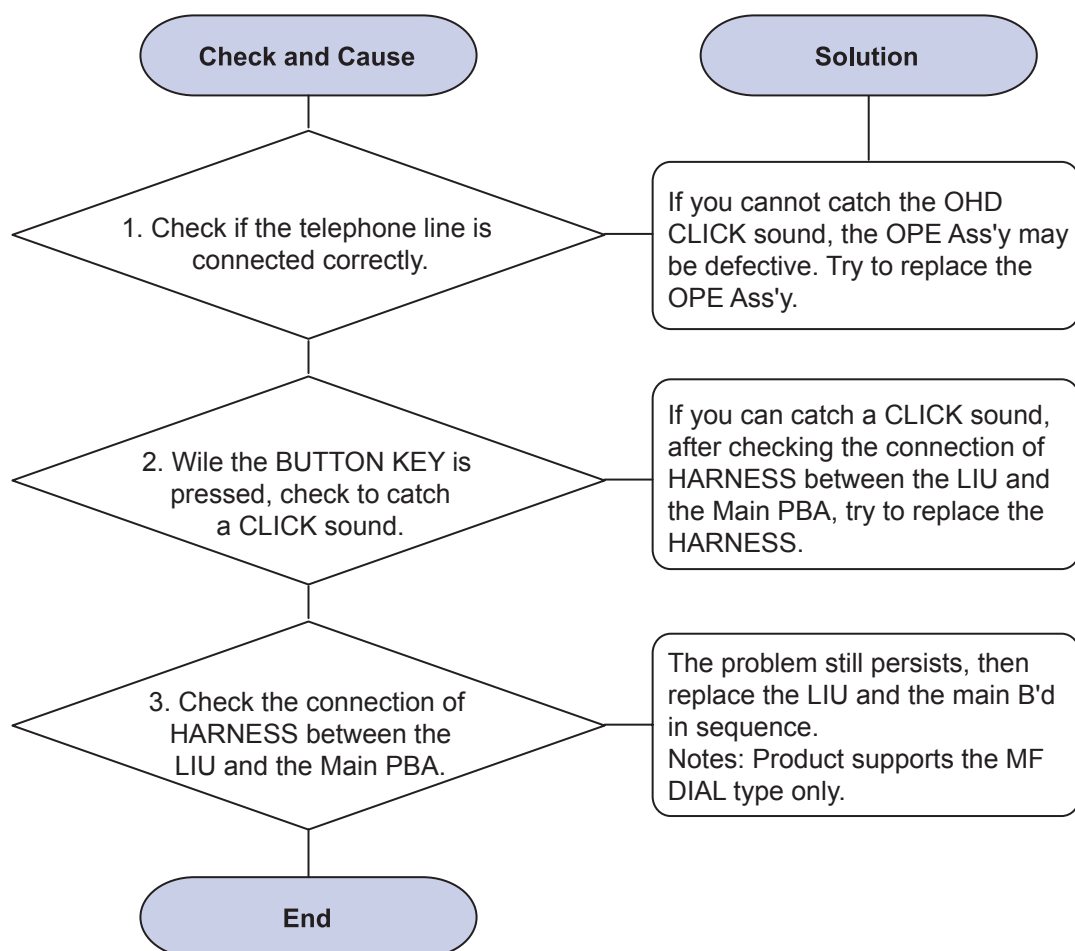 Check and Cause
Solution
1. Check if the telephone line is
connected correctly.
If you cannot catch the OHD
CLICK sound, the OPE Ass'y may
be defective. Try to replace the
OPE Ass'y.
2. Wile the BUTTON KEY is
pressed, check to catch
a CLICK sound.
If you can catch a CLICK sound,
after checking the connection of
HARNESS between the LIU and
the Main PBA, try to replace the
HARNESS.
3. Check the connection of
HARNESS between the
LIU and the Main PBA.
The problem still persists, then
replace the LIU and the main B'd
in sequence.
Notes: Product supports the MF
DIAL type only.
End